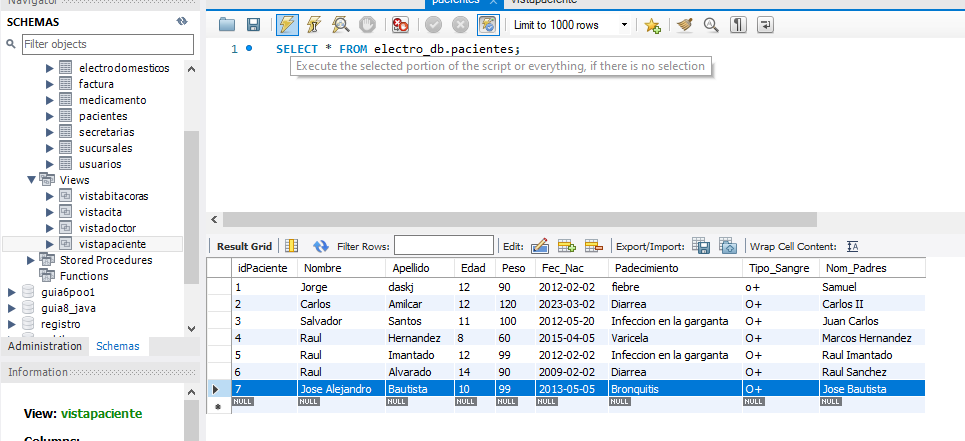 Navigator
pacientes
vistapaciente
SCHEMAS
Limit to 1000 rows
Filter objects
1 SELECT * FROM electro_db.pacientes;
Execute the selected portion of the script or everything, if there is no selection
electrodomesticos
factura
medicamento
pacientes
secretarias
sucursales
usuarios
Views
vistabitacoras
vistacita
vistadoctor
vistapaciente
Stored Procedures
Functions
guia6poo1
guia8_java
registro
Administration Schemas
Information
View: vistapaciente
Columns:
Result Grid Filter Rows: Edit: Export/Import: Wrap Cell Content:
idPaciente Nombre Apellido Edad Peso Fec_Nac Padecimiento Tipo_Sangre Nom_Padres
1 Jorge daskj 12 90 2012-02-02 fiebre o+ Samuel
2 Carlos Amilcar 12 120 2023-03-02 Diarrea O+ Carlos II
3 Salvador Santos 11 100 2012-05-20 Infeccion en la garganta O+ Juan Carlos
4 Raul Hernandez 8 60 2015-04-05 Varicela O+ Marcos Hernandez
5 Raul Imantado 12 99 2012-02-02 Infeccion en la garganta O+ Raul Imantado
6 Raul Alvarado 14 90 2009-02-02 Diarrea O+ Raul Sanchez
7 Jose Alejandro Bautista 10 99 2013-05-05 Bronquitis O+ Jose Bautista
NULL NULL NULL NULL NULL NULL NULL NULL NULL